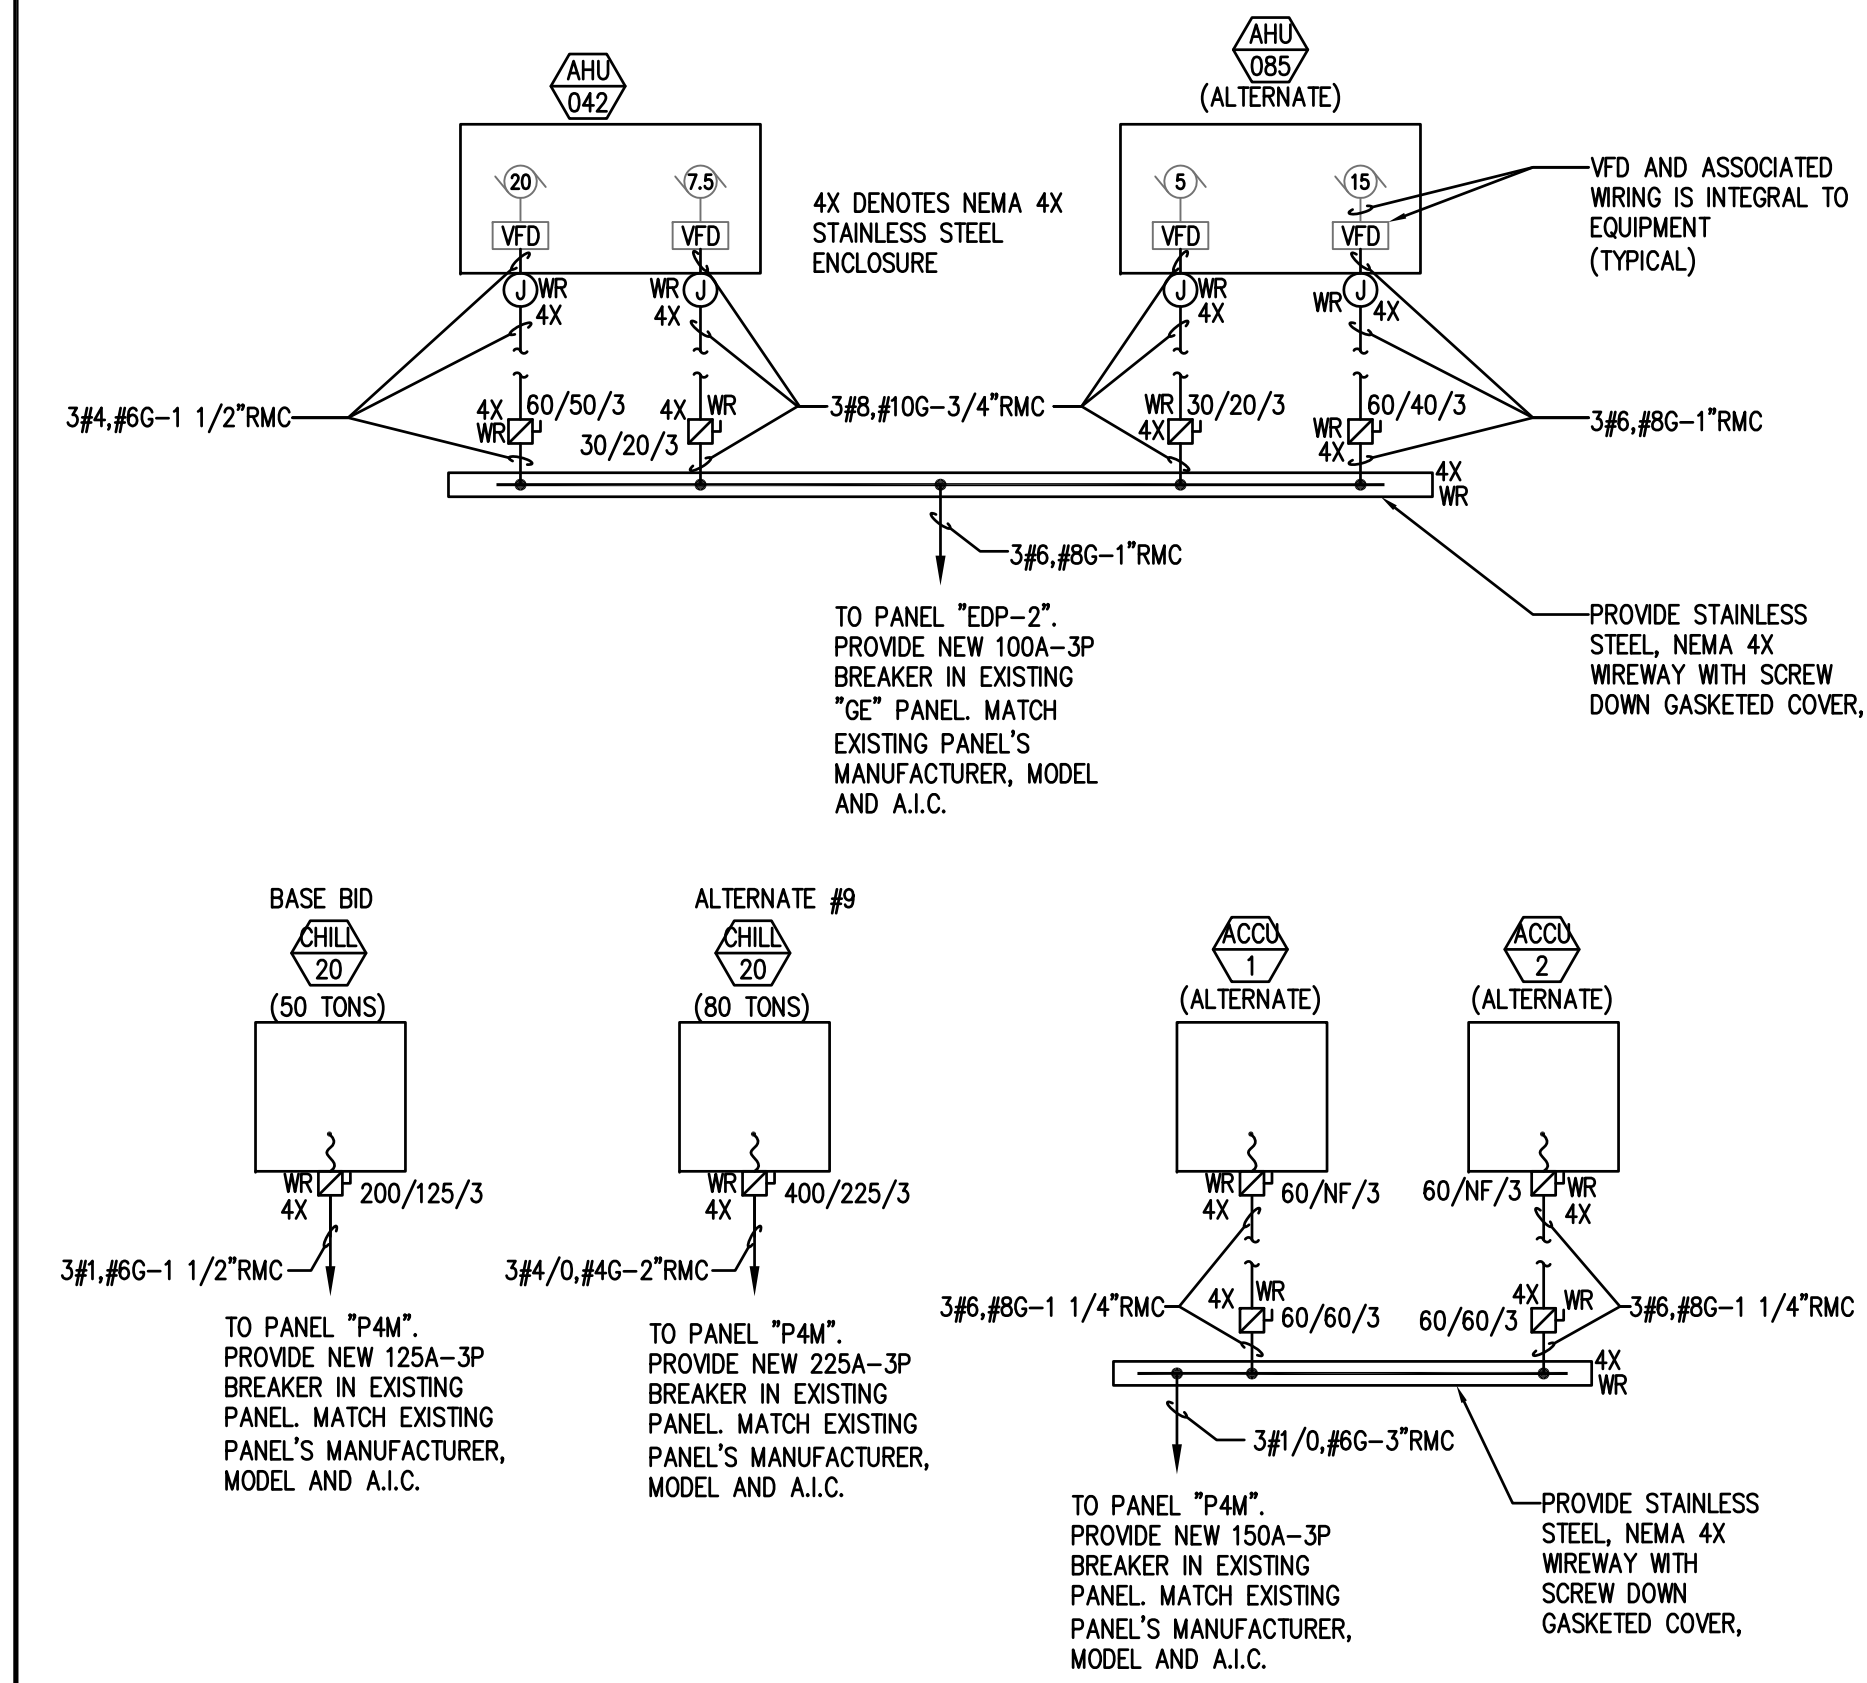 AHU
042
AHU
085
(ALTERNATE)
20
7.5
VFD
VFD
4X DENOTES NEMA 4X
STAINLESS STEEL
ENCLOSURE
5
15
VFD
VFD
VFD AND ASSOCIATED
WIRING IS INTEGRAL TO
EQUIPMENT
(TYPICAL)
J
WR
4X
WR
4X
J
J
WR
4X
WR
J
4X
3#4,#6G-1 1/2"RMC
4X
WR
60/50/3
4X
WR
30/20/3
3#8,#10G-3/4"RMC
WR
4X
30/20/3
WR
4X
60/40/3
3#6,#8G-1"RMC
4X
WR
3#6,#8G-1"RMC
TO PANEL "EDP-2".
PROVIDE NEW 100A-3P
BREAKER IN EXISTING
"GE" PANEL. MATCH
EXISTING PANEL'S
MANUFACTURER, MODEL
AND A.I.C.
PROVIDE STAINLESS
STEEL, NEMA 4X
WIREWAY WITH SCREW
DOWN GASKETED COVER,
BASE BID
CHILL
20
(50 TONS)
WR
4X
200/125/3
3#1,#6G-1 1/2"RMC
TO PANEL "P4M".
PROVIDE NEW 125A-3P
BREAKER IN EXISTING
PANEL. MATCH EXISTING
PANEL'S MANUFACTURER,
MODEL AND A.I.C.
ALTERNATE #9
CHILL
20
(80 TONS)
WR
4X
400/225/3
3#4/0,#4G-2"RMC
TO PANEL "P4M".
PROVIDE NEW 225A-3P
BREAKER IN EXISTING
PANEL. MATCH EXISTING
PANEL'S MANUFACTURER,
MODEL AND A.I.C.
ACCU
1
(ALTERNATE)
ACCU
2
(ALTERNATE)
WR
4X
60/NF/3
60/NF/3
WR
4X
3#6,#8G-1 1/4"RMC
4X
WR
60/60/3
4X
WR
60/60/3
3#6,#8G-1 1/4"RMC
4X
WR
3#1/0,#6G-3"RMC
TO PANEL "P4M".
PROVIDE NEW 150A-3P
BREAKER IN EXISTING
PANEL. MATCH EXISTING
PANEL'S MANUFACTURER,
MODEL AND A.I.C.
PROVIDE STAINLESS
STEEL, NEMA 4X
WIREWAY WITH
SCREW DOWN
GASKETED COVER,